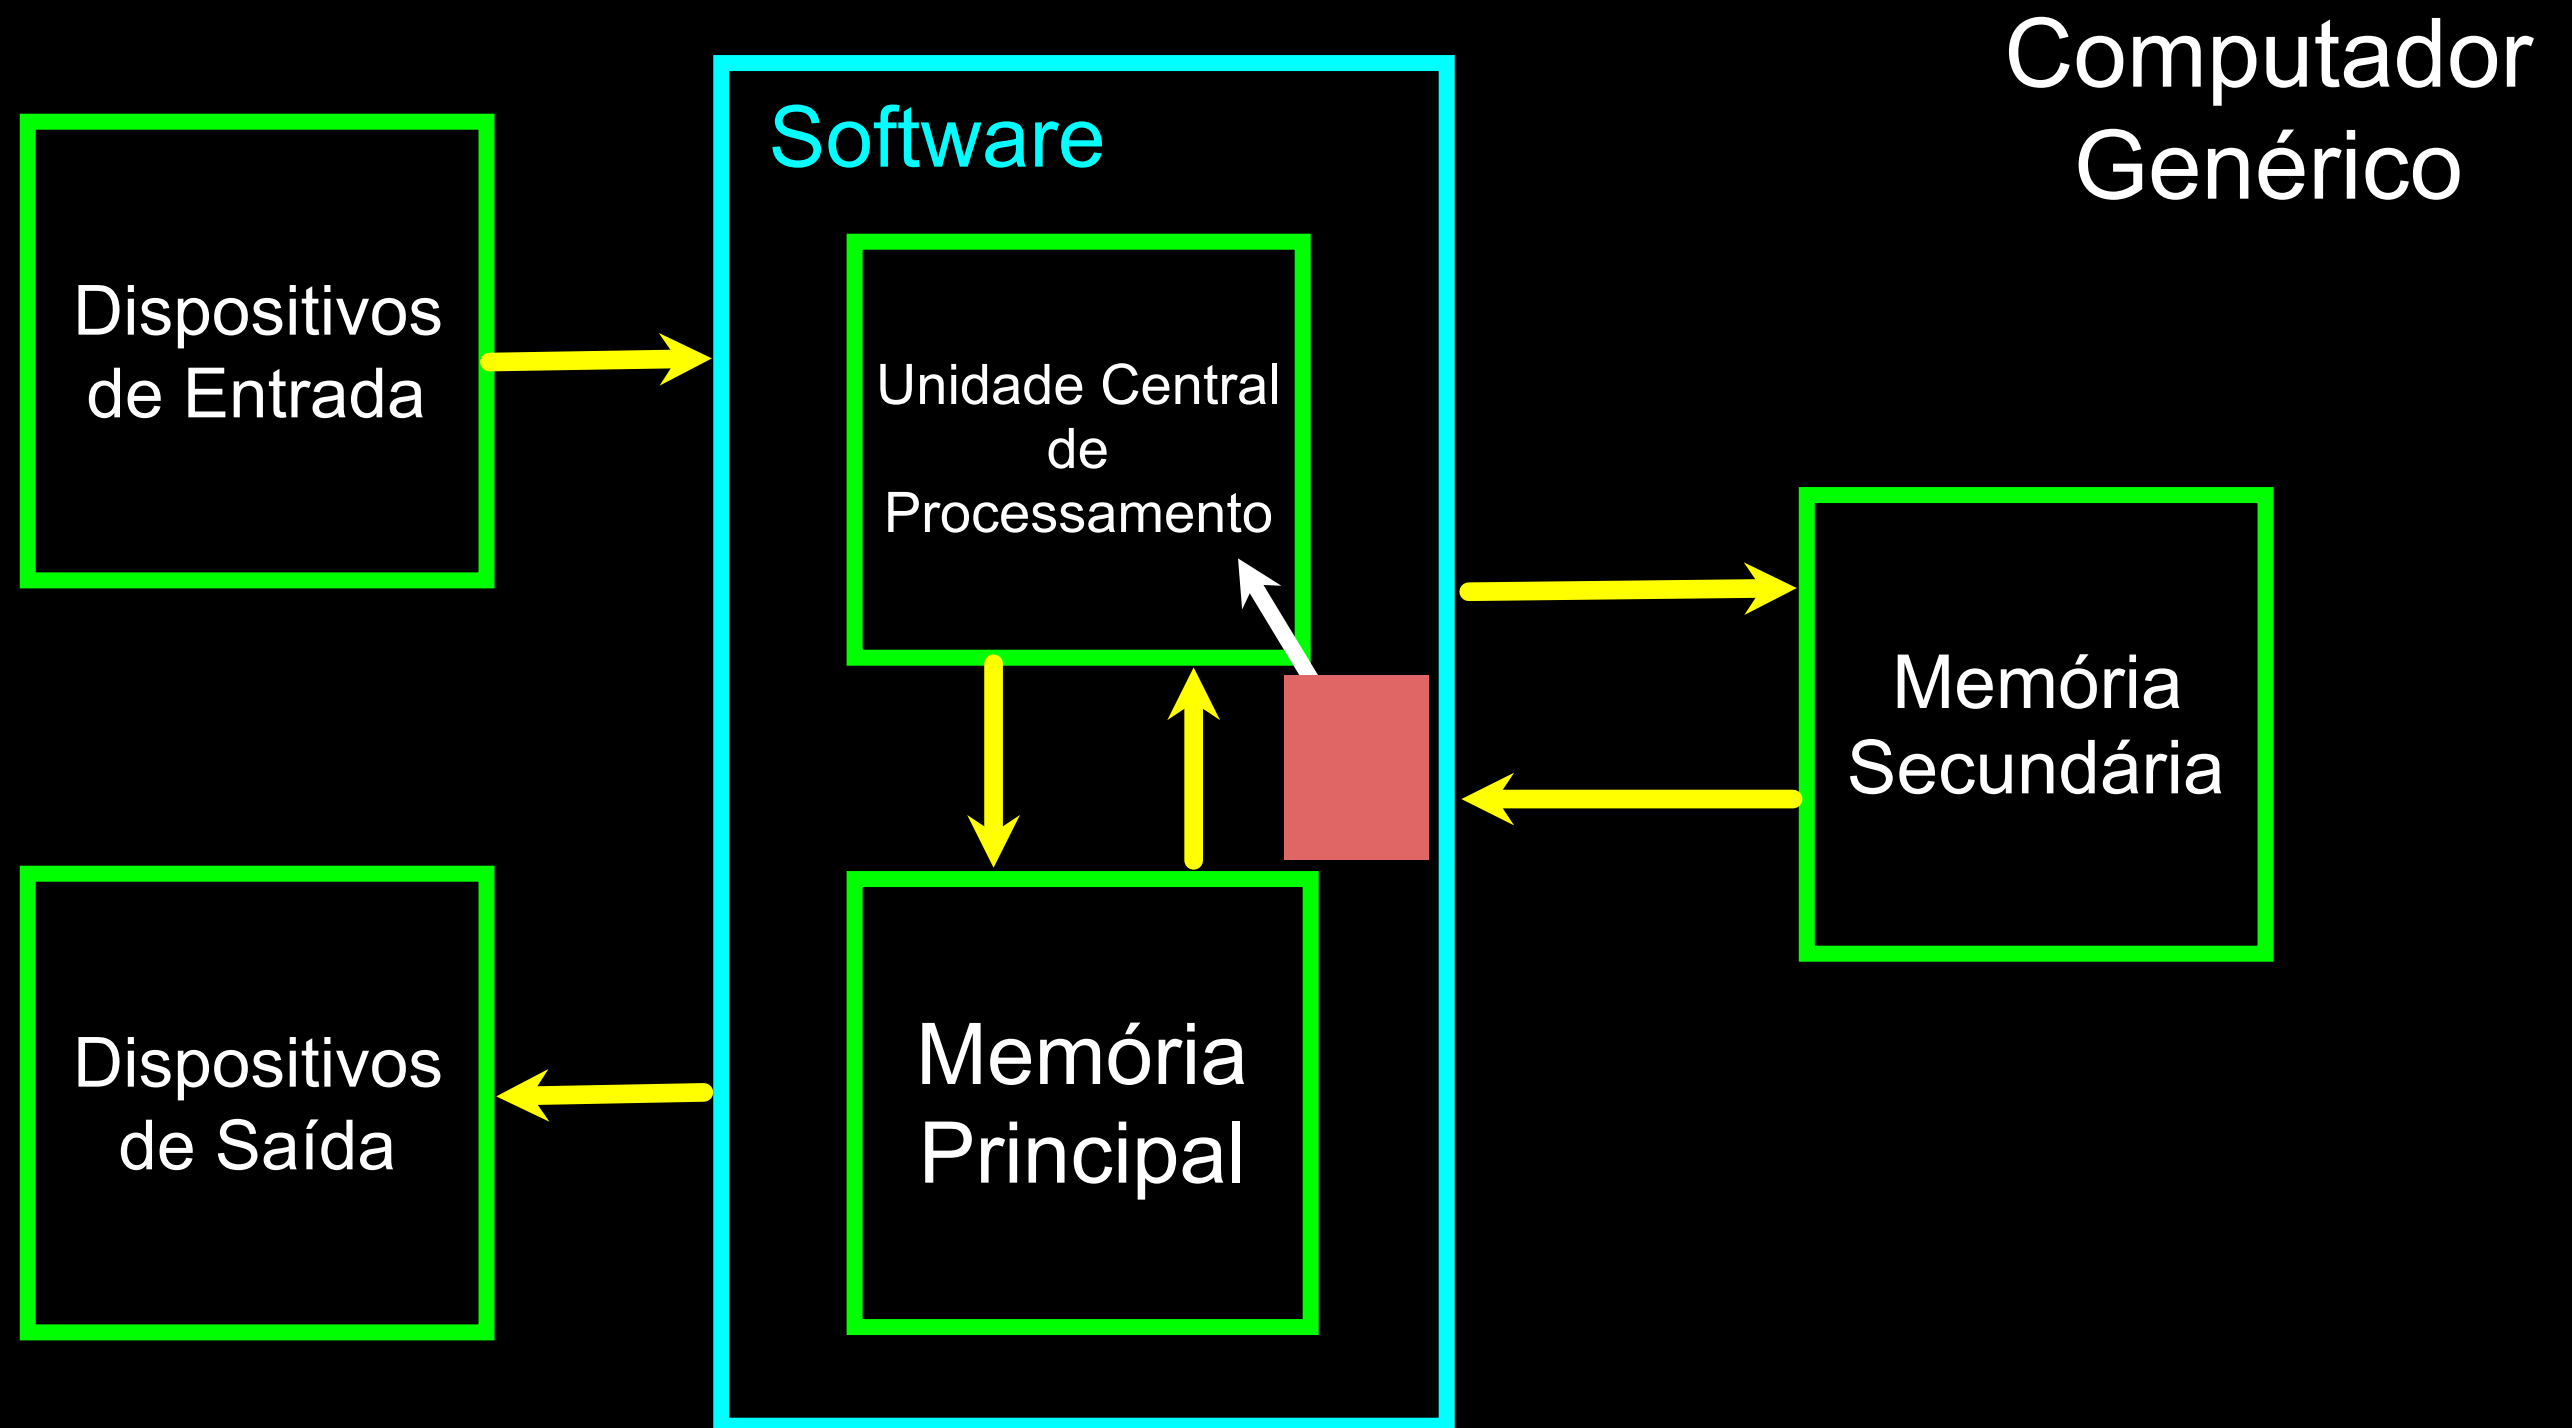 Computador
Genérico
Software
Dispositivos
de Entrada
Unidade Central
de
Processamento
Memória
Secundária
Dispositivos
de Saída
Memória
Principal